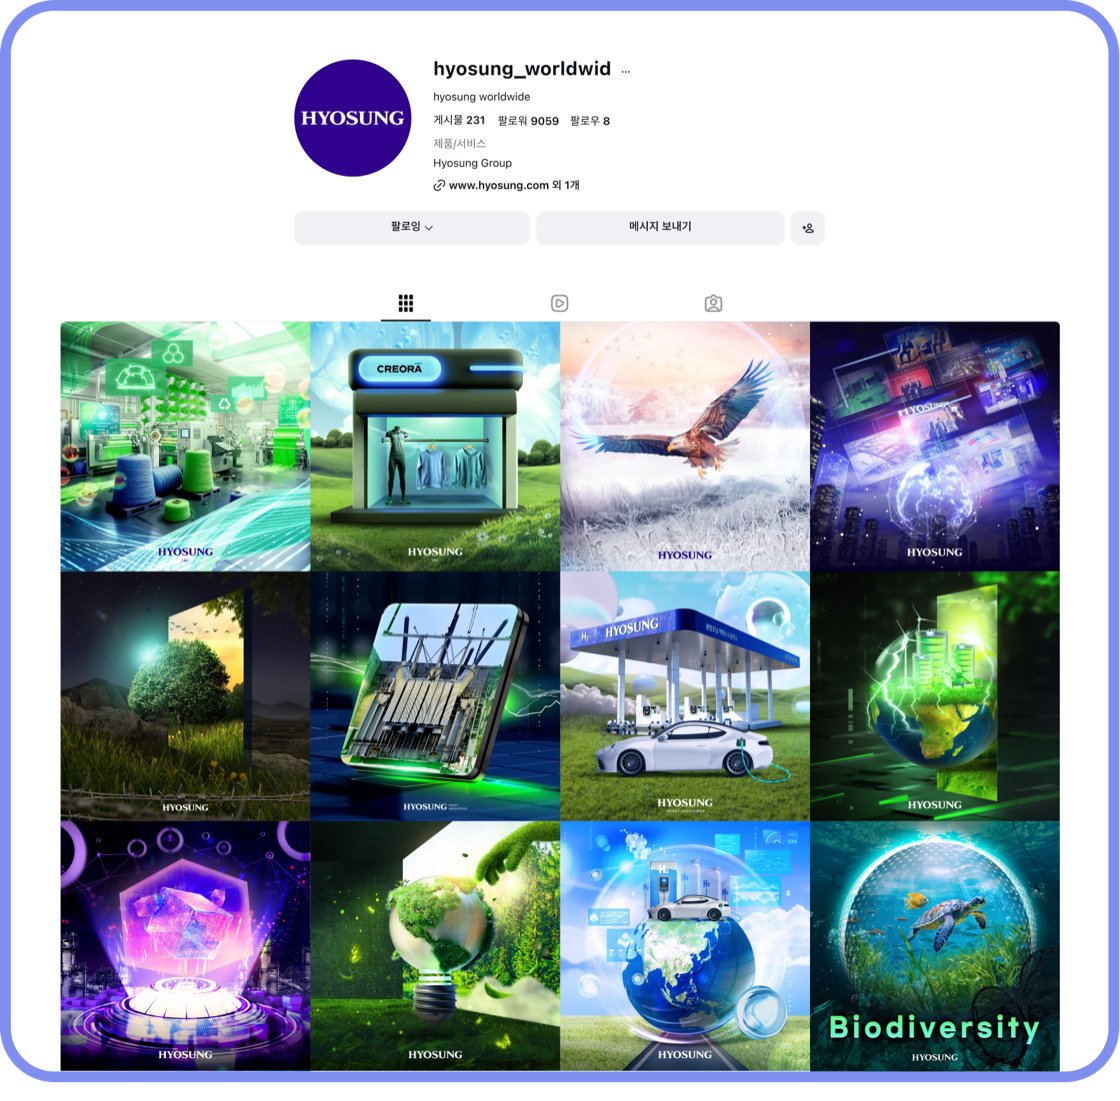 hyosung_worldwid ...
HYOSUNG
hyosung worldwide
게시물 231 팔로워 9059 팔로우 8
제품/서비스
Hyosung Group
www.hyosung.com 외 1개
팔로잉
메시지 보내기
CREORA
HYOSUNG
HYOSUNG
HYOSUNG
HYOSUNG
HYOSUNG
H₂ HYOSUNG
HYOSUNG
HYOSUNG
HYOSUNG
HYOSUNG
HYOSUNG
Biodiversity
HYOSUNG
HYOSUNG
HYOSUNG
HYOSUNG